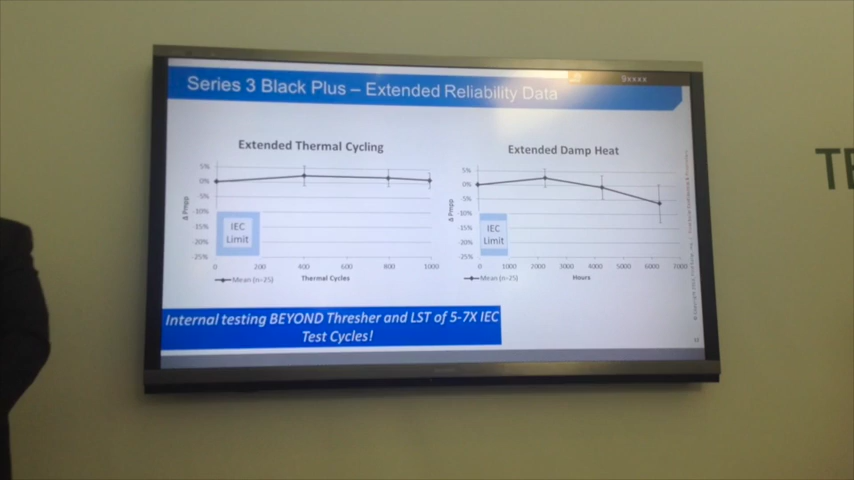 9xxxx
Series 3 Black Plus – Extended Reliability Data
Extended Thermal Cycling
5%
0%
-5%
-10%
-15%
-20%
-25%
Δ Pmpp
IEC
Limit
0
200
400
600
800
1000
Mean (n=25)
Thermal Cycles
Extended Damp Heat
5%
0%
-5%
-10%
-15%
-20%
-25%
Δ Pmpp
IEC
Limit
0
1000
2000
3000
4000
5000
6000
7000
Mean (n=25)
Hours
Internal testing BEYOND Thresher and LST of 5-7X IEC
Test Cycles!
TE